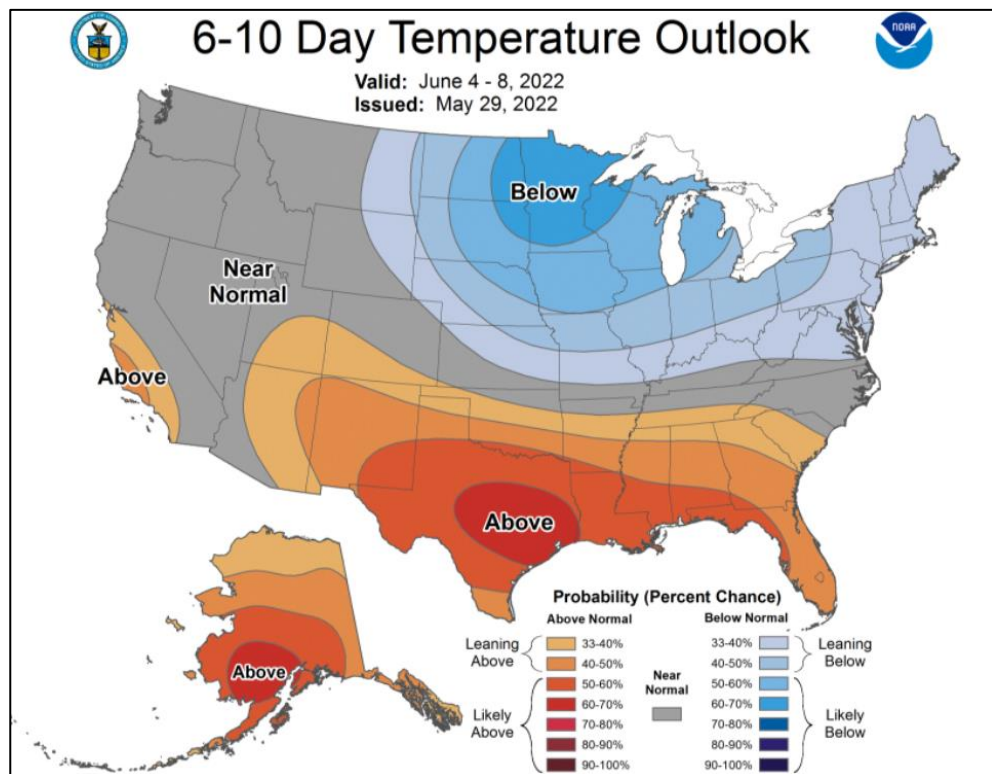 6-10 Day Temperature Outlook
NOAA
Valid: June 4 - 8, 2022
Issued: May 29, 2022
Below
Near
Normal
Above
Above
Above
Probability (Percent Chance)
Above Normal
Below Normal
Leaning
Above
33-40%
40-50%
Likely
Above
50-60%
60-70%
70-80%
80-90%
90-100%
Near
Normal
33-40%
40-50%
Leaning
Below
50-60%
60-70%
70-80%
80-90%
90-100%
Likely
Below